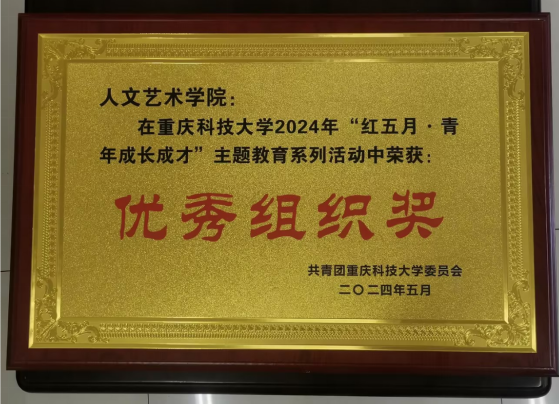 人文艺术学院：
在重庆科技大学2024年“红五月·青
年成长成才”主题教育系列活动中荣获：
优秀组织奖
共青团重庆科技大学委员会
二〇二四年五月